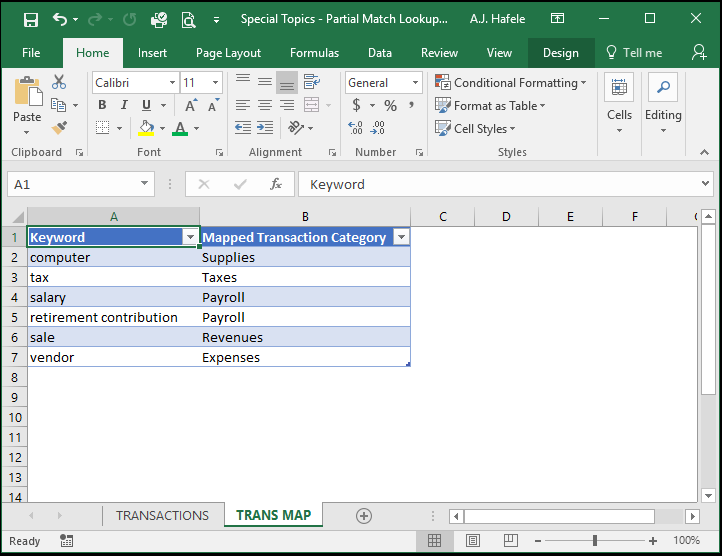 Special Topics - Partial Match Lookup... A.J. Hafele
File Home Insert Page Layout Formulas Data Review View Design Tell me
Calibri 11 General Conditional Formatting
Paste B I U A A $ % , Format as Table Cells Editing
A .00 .0 Cell Styles
Clipboard Font Alignment Number Styles
A1 fx Keyword
A B C D E F
1 Keyword Mapped Transaction Category
2 computer Supplies
3 tax Taxes
4 salary Payroll
5 retirement contribution Payroll
6 sale Revenues
7 vendor Expenses
8
9
10
11
12
13
14
TRANSACTIONS TRANS MAP
Ready 100%